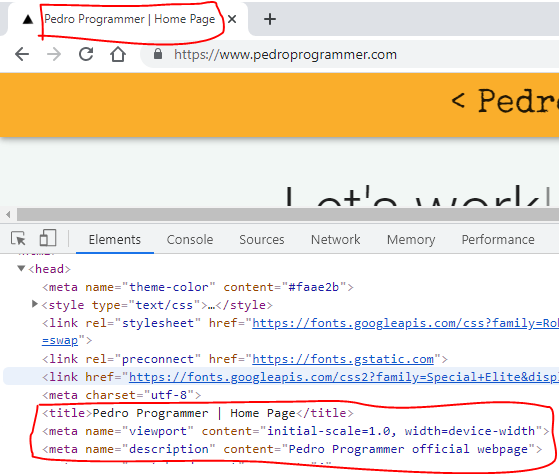 Pedro Programmer | Home Page
https://www.pedroprogrammer.com
< Pedr
Let's work!
Elements Console Sources Network Performance
<head>
<meta name="theme-color" content="#faae2b">
<style type="text/css">…</style>
<link rel="stylesheet" href="https://fonts.googleapis.com/css?family=Ro
=swap">
<link rel="preconnect" href="https://fonts.gstatic.com">
<link href="https://fonts.googleapis.com/css2?family=Special+Elite&disp
<meta charset="utf-8">
<title>Pedro Programmer | Home Page</title>
<meta name="viewport" content="initial-scale=1.0, width=device-width">
<meta name="description" content="Pedro Programmer official webpage">